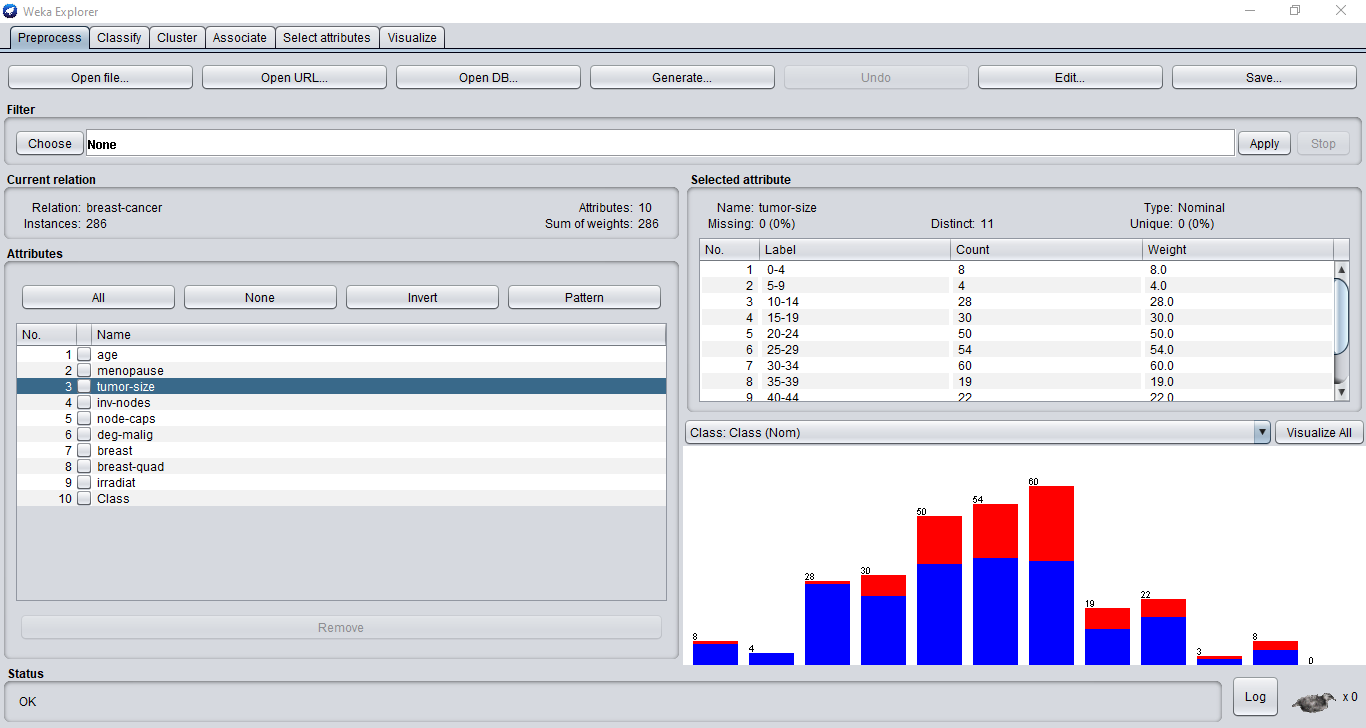 Weka Explorer
Preprocess Classify Cluster Associate Select attributes Visualize
Open file... Open URL... Open DB... Generate... Undo Edit... Save...
Filter
Choose None Apply Stop
Current relation
Relation: breast-cancer Attributes: 10
Instances: 286 Sum of weights: 286
Attributes
All None Invert Pattern
No. Name
1 age
2 menopause
3 tumor-size
4 inv-nodes
5 node-caps
6 deg-malig
7 breast
8 breast-quad
9 irradiat
10 Class
Remove
Selected attribute
Name: tumor-size Type: Nominal
Missing: 0 (0%) Distinct: 11 Unique: 0 (0%)
No. Label Count Weight
1 0-4 8 8.0
2 5-9 4 4.0
3 10-14 28 28.0
4 15-19 30 30.0
5 20-24 50 50.0
6 25-29 54 54.0
7 30-34 60 60.0
8 35-39 19 19.0
9 40-44 22 22.0
Class: Class (Nom) Visualize All
8 4 28 30 50 54 60 19 22 3 8 0
Status
OK Log x 0